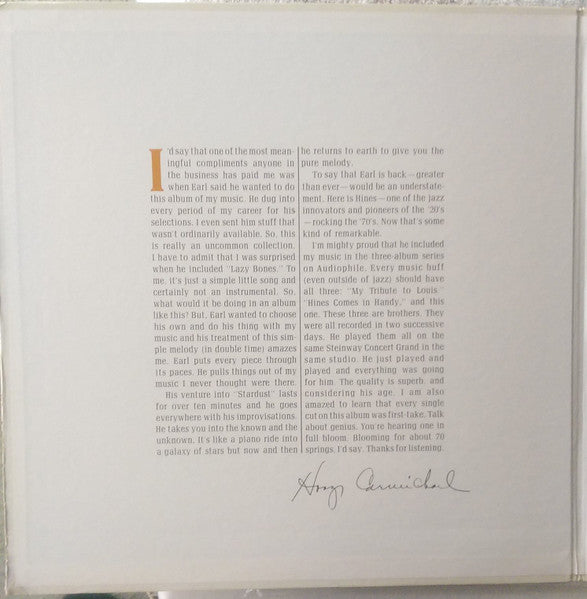 I'd say that one of the most mean-
ingful compliments anyone in
the business has paid me was
when Earl said he wanted to do
this album of my music. He dug into
every period of my career for his
selections. I even sent him stuff that
wasn't ordinarily available. So, this
is really an uncommon collection.
I have to admit that I was surprised
when he included "Lazy Bones." To
me, it's just a simple little song and
certainly not an instrumental. So,
what would it be doing in an album
like this? But, Earl wanted to choose
his own and do his thing with my
music and his treatment of this sim-
ple melody (in double time) amazes
me. Earl puts every piece through
its paces. He pulls things out of my
music I never thought were there.
His venture into "Stardust" lasts
for over ten minutes and he goes
everywhere with his improvisations.
He takes you into the known and the
unknown. It's like a piano ride into
a galaxy of stars but now and then
he returns to earth to give you the
pure melody.
To say that Earl is back—greater
than ever—would be an understate-
ment. Here is Hines—one of the jazz
innovators and pioneers of the '20's
—rocking the '70's. Now that's some
kind of remarkable.
I'm mighty proud that he included
my music in the three-album series
on Audiophile. Every music buff
(even outside of jazz) should have
all three: "My Tribute to Louis,"
"Hines Comes in Handy," and this
one. These three are brothers. They
were all recorded in two successive
days. He played them all on the
same Steinway Concert Grand in the
same studio. He just played and
played and everything was going
for him. The quality is superb, and
considering his age, I am also
amazed to learn that every single
cut on this album was first-take. Talk
about genius. You're hearing one in
full bloom. Blooming for about 70
springs, I'd say. Thanks for listening.
Hoagy Carmichael